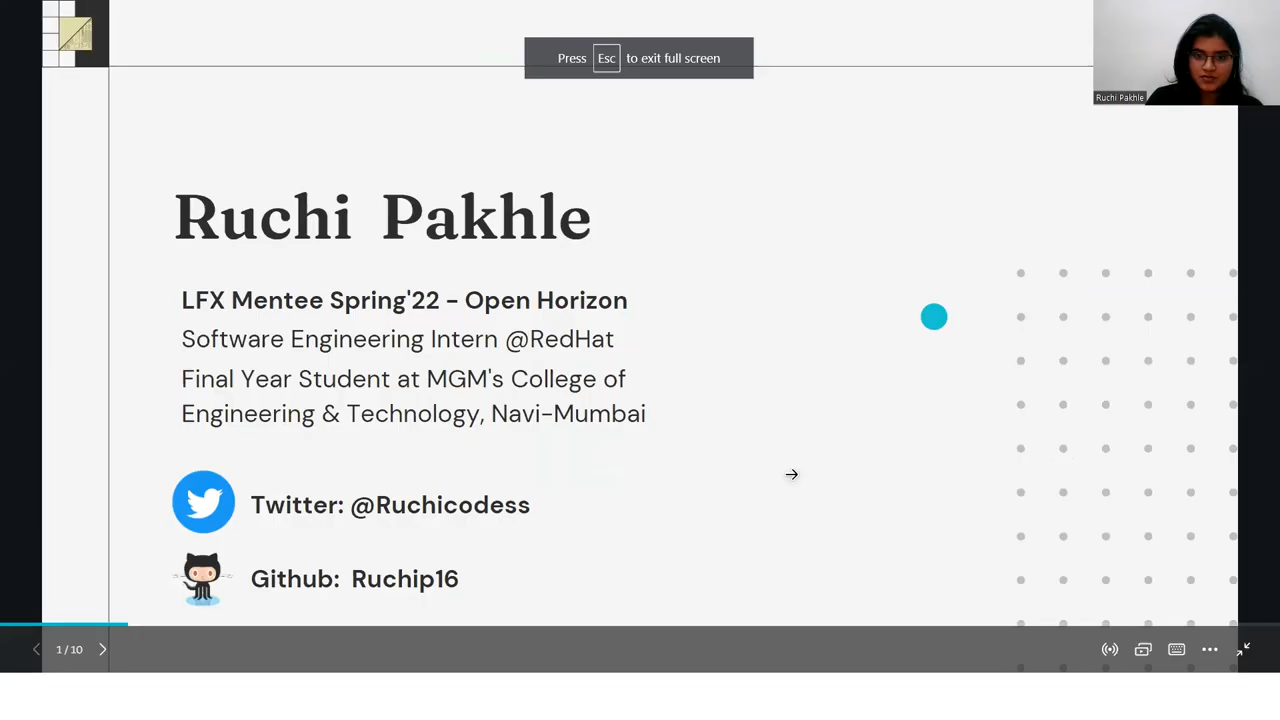 Press Esc to exit full screen
Ruchi Pakhle
Ruchi Pakhle
LFX Mentee Spring'22 - Open Horizon
Software Engineering Intern @RedHat
Final Year Student at MGM's College of
Engineering & Technology, Navi-Mumbai
Twitter: @Ruchicodess
Github: Ruchip16
1 / 10